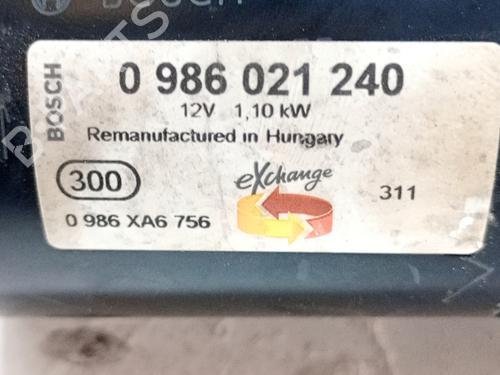 BOSCH
BOSCH
0 986 021 240
12V 1,10 kW
Remanufactured in Hungary
300
eXchange
311
0 986 XA6 756